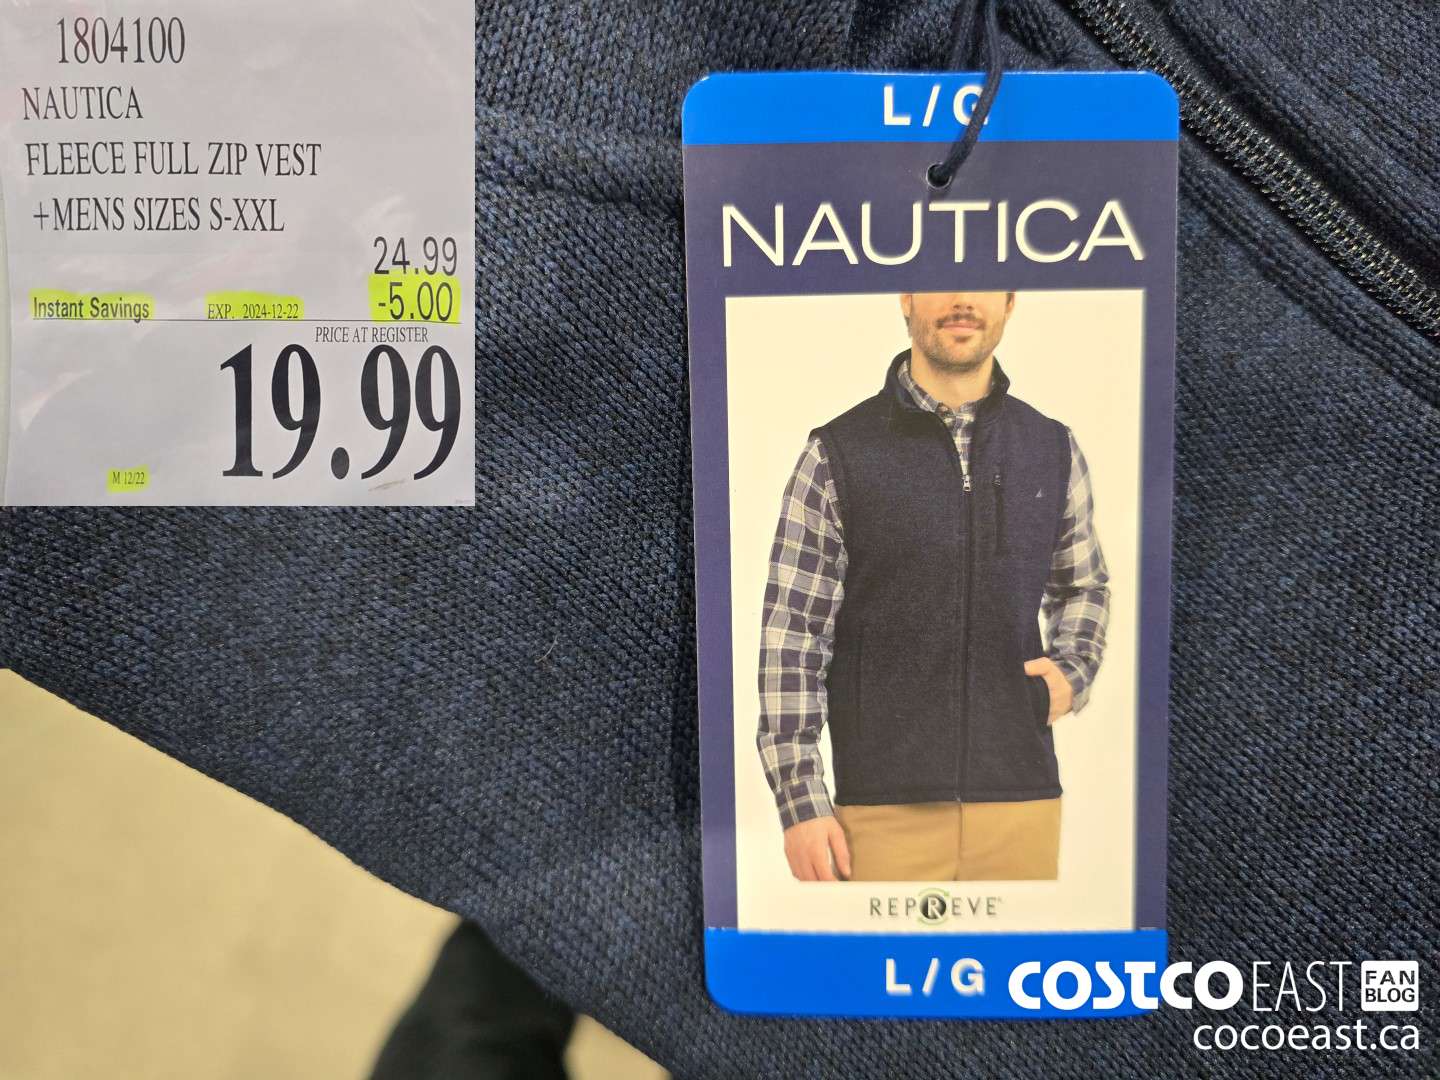 1804100
NAUTICA
FLEECE FULL ZIP VEST
+MENS SIZES S-XXL
24.99
Instant Savings EXP. 2024-12-22 -5.00
PRICE AT REGISTER
19.99
M 12/22
L / G
NAUTICA
REPREVE
L / G
COSTCO EAST FAN BLOG
cocoeast.ca